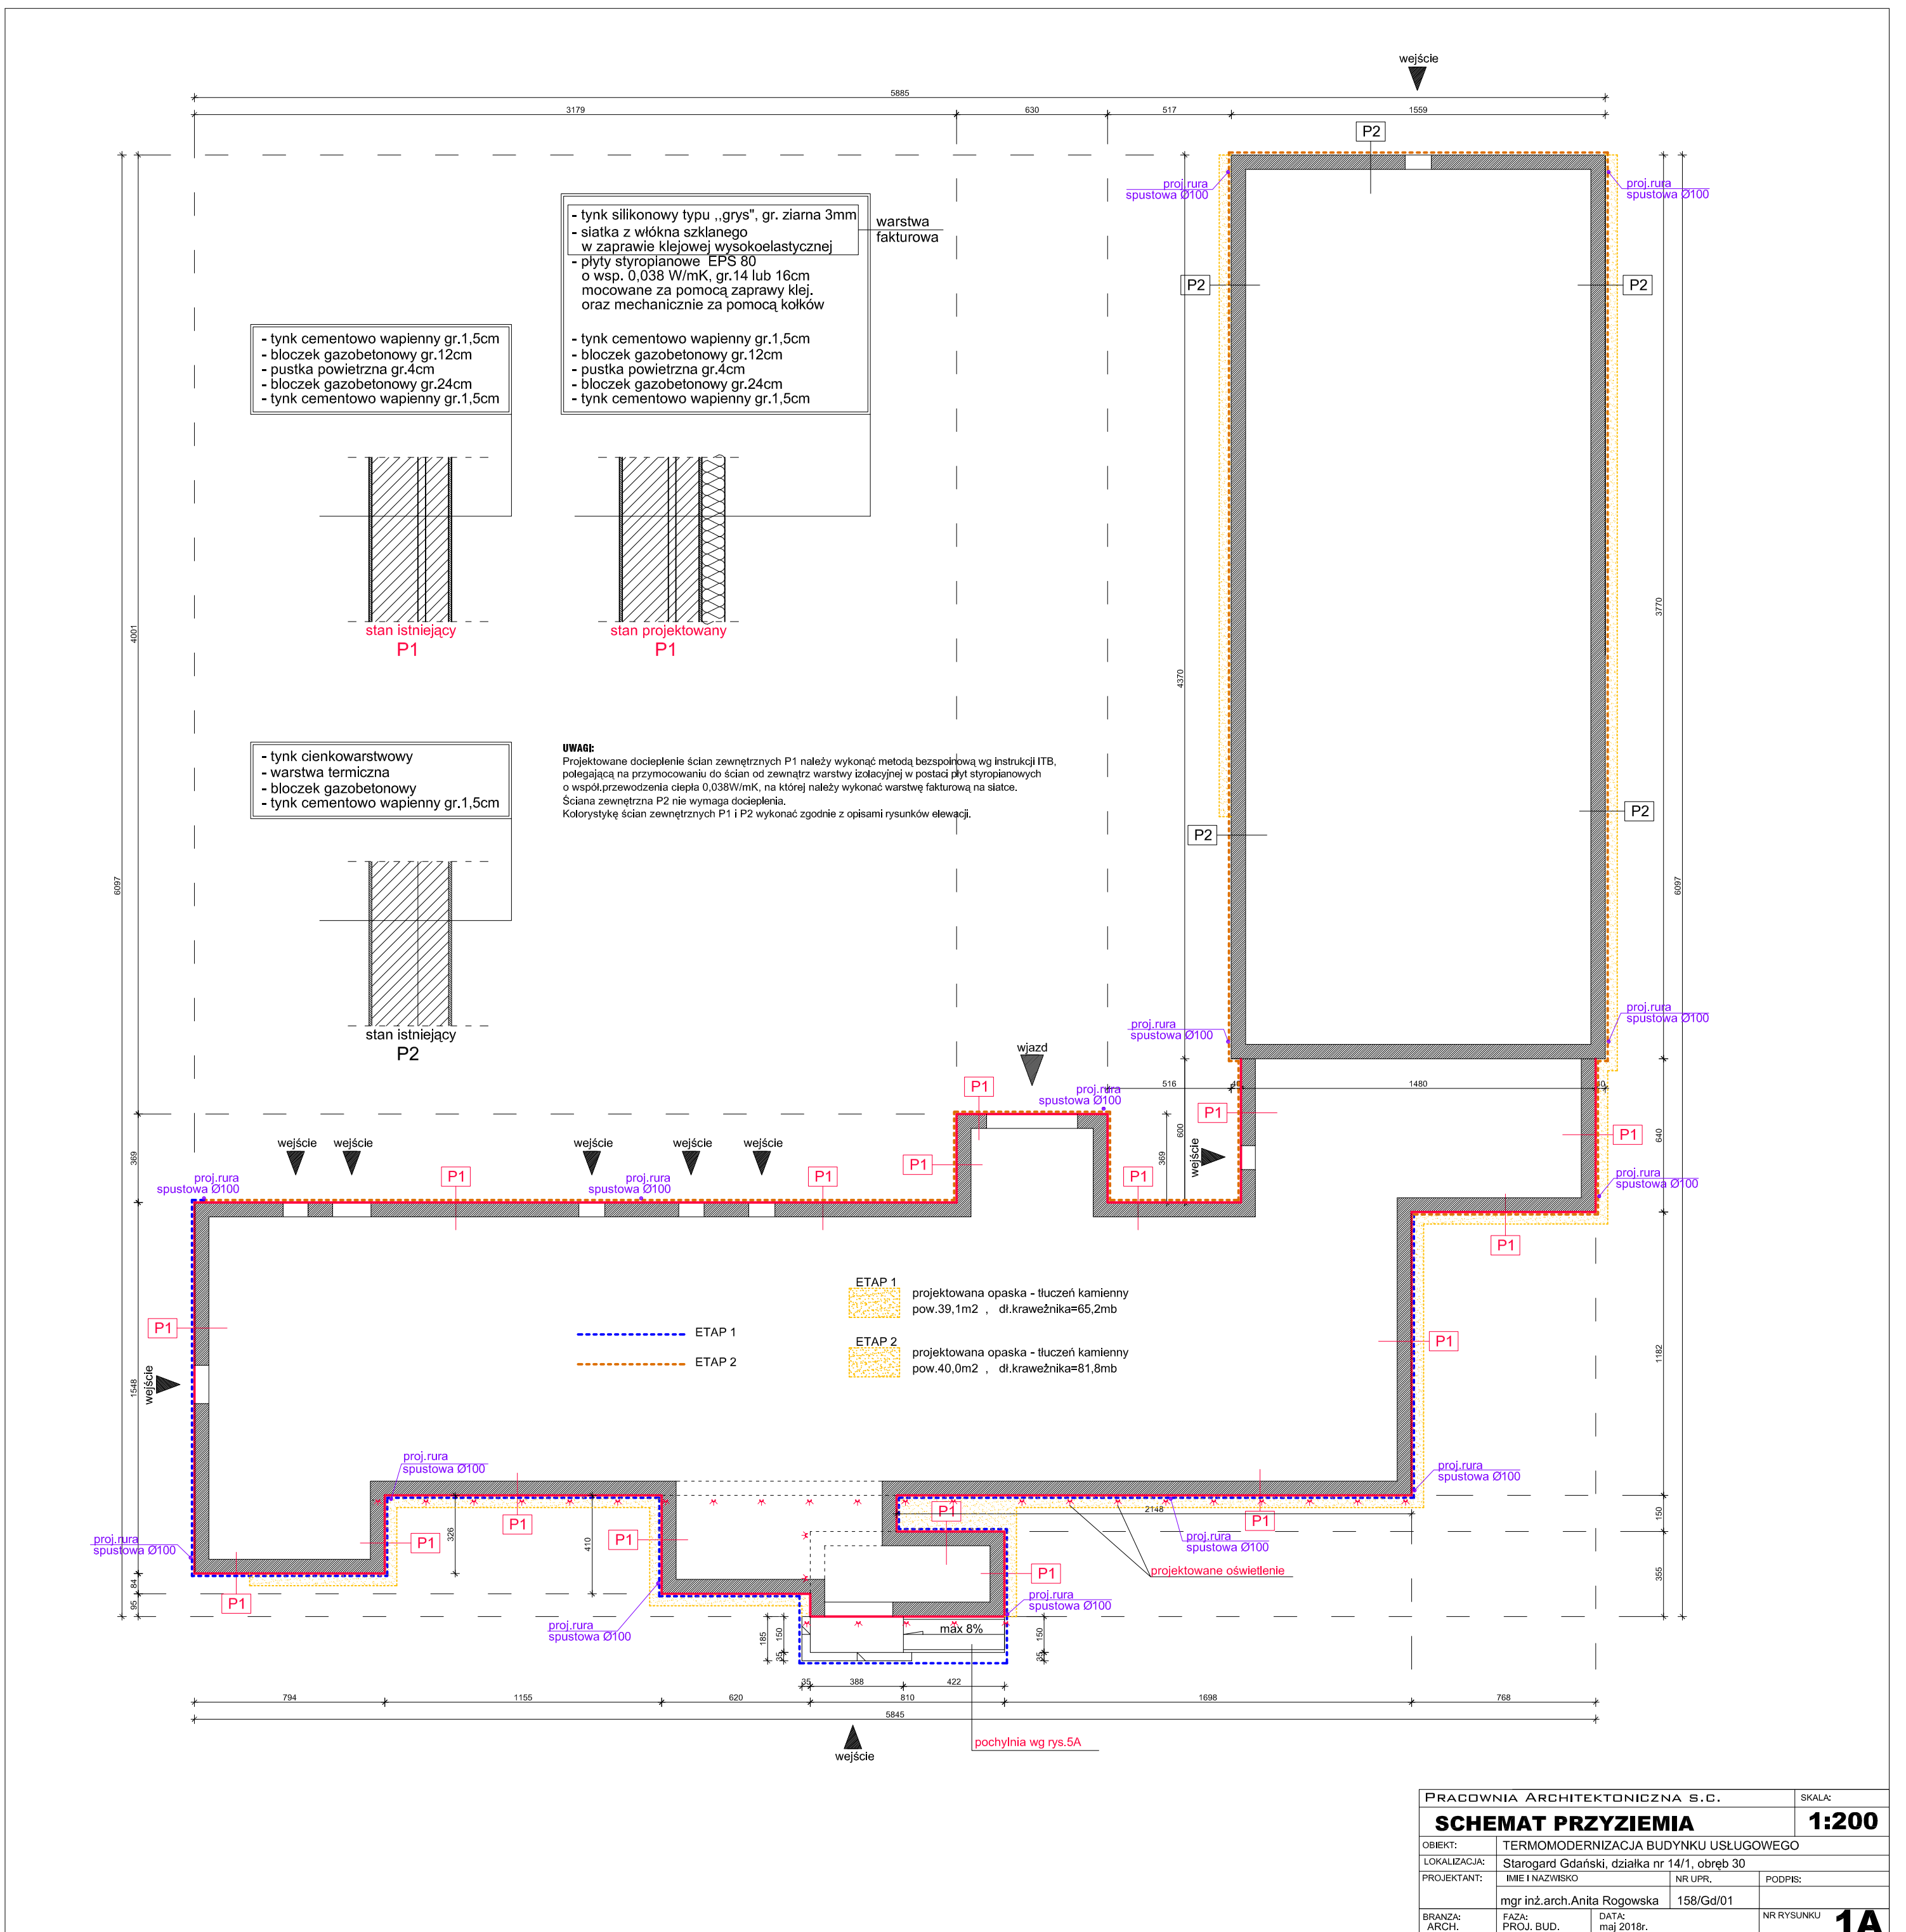 wejście
5885
3179
630
517
1559
P2
proj.rura
spustowa Ø100
proj.rura
spustowa Ø100
- tynk silikonowy typu ,,grys", gr. ziarna 3mm
- siatka z włókna szklanego
w zaprawie klejowej wysokoelastycznej
- płyty styropianowe EPS 80
o wsp. 0,038 W/mK, gr.14 lub 16cm
mocowane za pomocą zaprawy klej.
oraz mechanicznie za pomocą kołków
- tynk cementowo wapienny gr.1,5cm
- bloczek gazobetonowy gr.12cm
- pustka powietrzna gr.4cm
- bloczek gazobetonowy gr.24cm
- tynk cementowo wapienny gr.1,5cm
warstwa
fakturowa
- tynk cementowo wapienny gr.1,5cm
- bloczek gazobetonowy gr.12cm
- pustka powietrzna gr.4cm
- bloczek gazobetonowy gr.24cm
- tynk cementowo wapienny gr.1,5cm
P2
P2
stan istniejący
P1
stan projektowany
P1
4001
4370
3770
6097
6097
- tynk cienkowarstwowy
- warstwa termiczna
- bloczek gazobetonowy
- tynk cementowo wapienny gr.1,5cm
UWAGI:
Projektowane docieplenie ścian zewnętrznych P1 należy wykonąć metodą bezspoinową wg instrukcji ITB,
polegającą na przymocowaniu do ścian od zewnątrz warstwy izolacyjnej w postaci płyt styropianowych
o współ.przewodzenia ciepła 0,038W/mK, na której należy wykonać warstwę fakturową na siatce.
Ściana zewnętrzna P2 nie wymaga docieplenia.
Kolorystykę ścian zewnętrznych P1 i P2 wykonać zgodnie z opisami rysunków elewacji.
P2
P2
stan istniejący
P2
proj.rura
spustowa Ø100
proj.rura
spustowa Ø100
wjazd
P1
proj.rura
spustowa Ø100
516
40
1480
40
P1
P1
369
wejście
wejście
wejście
wejście
wejście
369
600
wejście
640
proj.rura
spustowa Ø100
P1
proj.rura
spustowa Ø100
P1
P1
P1
proj.rura
spustowa Ø100
P1
ETAP 1
projektowana opaska - tłuczeń kamienny
pow.39,1m2 , dł.krawężnika=65,2mb
ETAP 1
ETAP 2
projektowana opaska - tłuczeń kamienny
pow.40,0m2 , dł.krawężnika=81,8mb
ETAP 2
P1
P1
1548
wejście
1182
proj.rura
spustowa Ø100
proj.rura
spustowa Ø100
2148
150
P1
P1
P1
P1
P1
326
410
proj.rura
spustowa Ø100
proj.rura
spustowa Ø100
projektowane oświetlenie
P1
355
84
95
P1
proj.rura
spustowa Ø100
proj.rura
spustowa Ø100
185
150
35
max 8%
150
35
35
388
422
794
1155
620
810
1698
768
5845
wejście
pochylnia wg rys.5A
PRACOWNIA ARCHITEKTONICZNA S.C.
SKALA:
SCHEMAT PRZYZIEMIA
1:200
OBIEKT:
TERMOMODERNIZACJA BUDYNKU USŁUGOWEGO
LOKALIZACJA:
Starogard Gdański, działka nr 14/1, obręb 30
PROJEKTANT:
IMIE I NAZWISKO
NR UPR.
PODPIS:
mgr inż.arch.Anita Rogowska
158/Gd/01
BRANŻA:
ARCH.
FAZA:
PROJ. BUD.
DATA:
maj 2018r.
NR RYSUNKU
1A